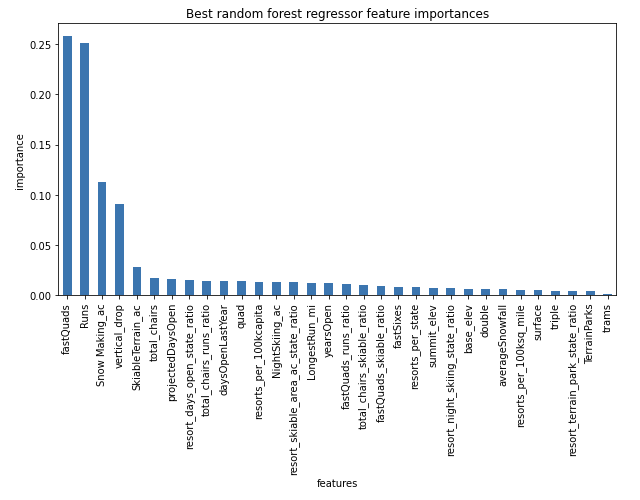 Best random forest regressor feature importances
0.25
0.20
0.15
0.10
0.05
0.00
importance
fastQuads
Runs
Snow Making_ac
vertical_drop
SkiableTerrain_ac
total_chairs
projectedDaysOpen
resort_days_open_state_ratio
total_chairs_runs_ratio
daysOpenLastYear
quad
resorts_per_100kcapita
NightSkiing_ac
resort_skiable_area_ac_state_ratio
LongestRun_mi
yearsOpen
fastQuads_runs_ratio
total_chairs_skiable_ratio
fastQuads_skiable_ratio
fastSixes
resorts_per_state
summit_elev
resort_night_skiing_state_ratio
base_elev
double
averageSnowfall
resorts_per_100ksq_mile
surface
triple
resort_terrain_park_state_ratio
TerrainParks
trams
features